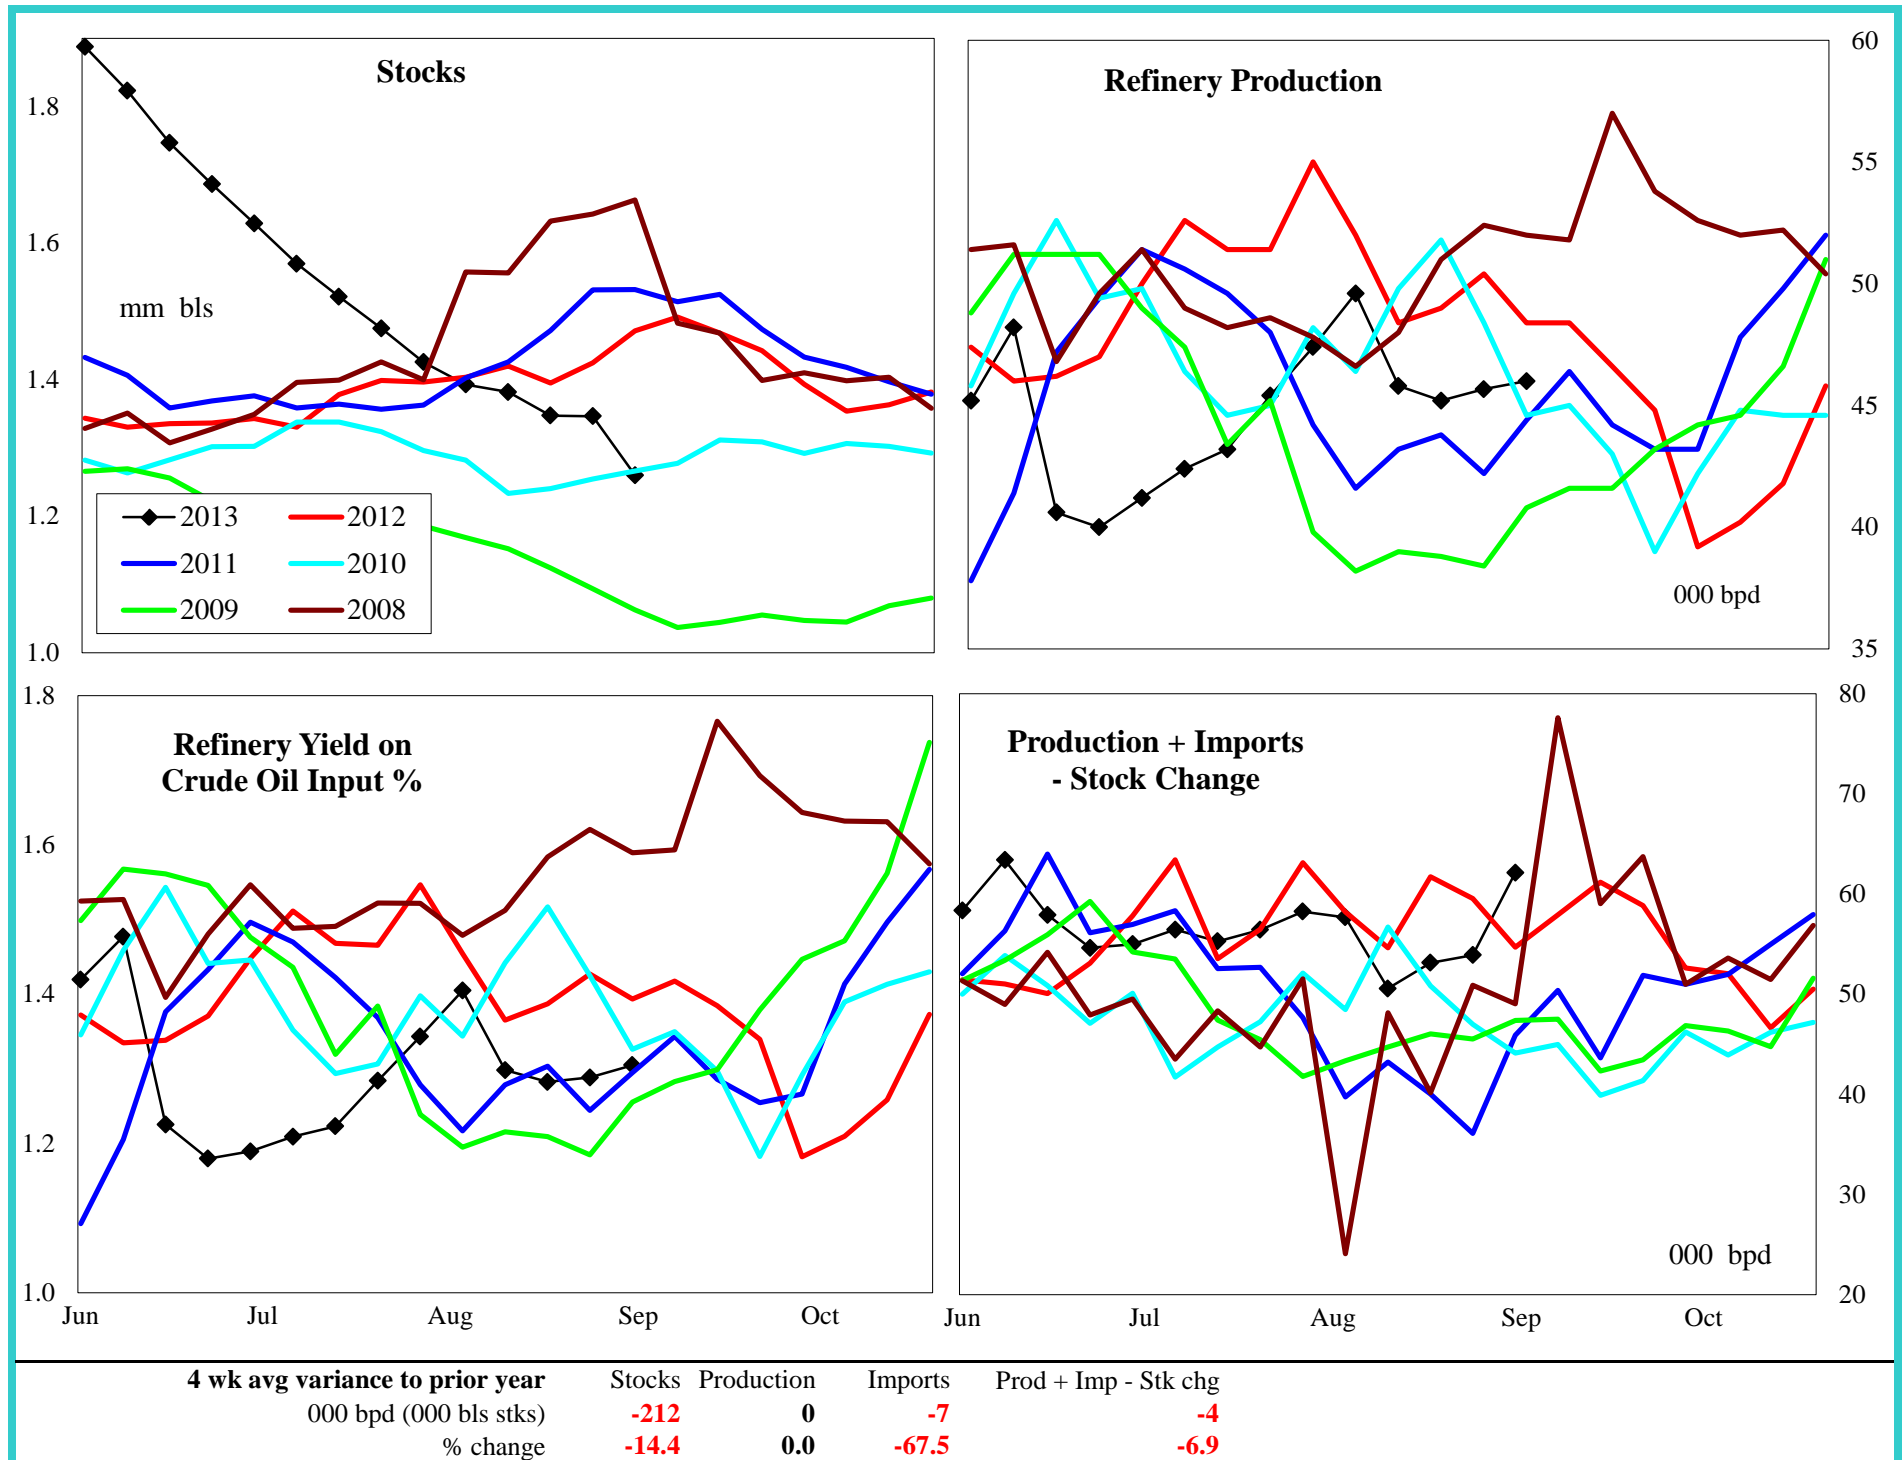 Stocks
1.8
1.6
mm bls
1.4
1.2
1.0
2013 2012
2011 2010
2009 2008
Refinery Production
60
55
50
45
40
35
000 bpd
Refinery Yield on
Crude Oil Input %
1.8
1.6
1.4
1.2
1.0
Jun Jul Aug Sep Oct
Production + Imports
- Stock Change
80
70
60
50
40
30
20
000 bpd
Jun Jul Aug Sep Oct
4 wk avg variance to prior year Stocks Production Imports Prod + Imp - Stk chg
000 bpd (000 bls stks) -212 0 -7 -4
% change -14.4 0.0 -67.5 -6.9